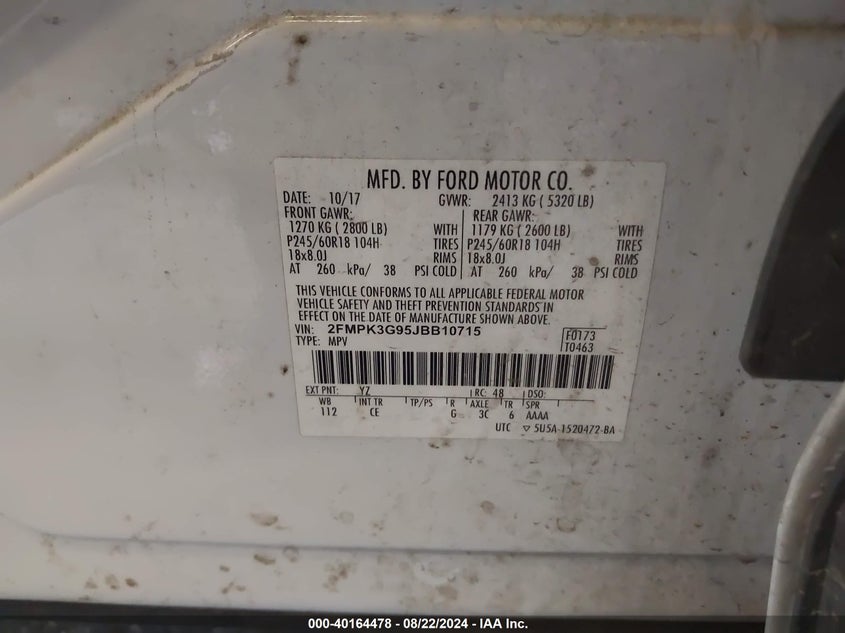 MFD. BY FORD MOTOR CO.
DATE: 10/17 GVWR: 2413 KG ( 5320 LB)
FRONT GAWR: REAR GAWR:
1270 KG ( 2800 LB) WITH 1179 KG ( 2600 LB) WITH
P245/60R18 104H TIRES P245/60R18 104H TIRES
18x8.0J RIMS 18x8.0J RIMS
AT 260 kPa/ 38 PSI COLD AT 260 kPa/ 38 PSI COLD
THIS VEHICLE CONFORMS TO ALL APPLICABLE FEDERAL MOTOR
VEHICLE SAFETY AND THEFT PREVENTION STANDARDS IN
EFFECT ON THE DATE OF MANUFACTURE SHOWN ABOVE.
VIN: 2FMPK3G95JBB10715 F0173
TYPE: MPV T0463
EXT PNT: YZ RC: 48 DSO:
WB INT TR TP/PS R AXLE TR SPR
112 CE G 3C 6 AAAA
UTC ▽ 5U5A-1520472-BA
000-40164478 - 08/22/2024 - IAA Inc.